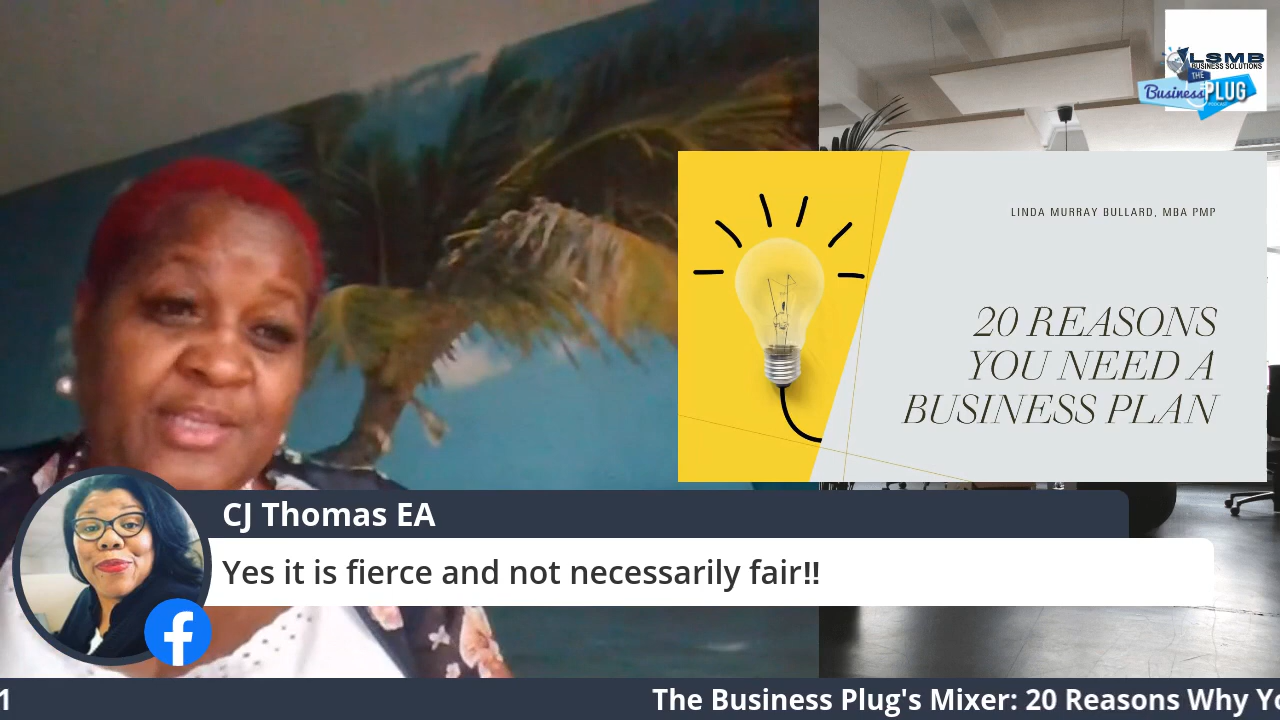 LSMB
BUSINESS SOLUTIONS
THE
Business PLUG
PODCAST
LINDA MURRAY BULLARD, MBA PMP
20 REASONS
YOU NEED A
BUSINESS PLAN
CJ Thomas EA
Yes it is fierce and not necessarily fair!!
1
The Business Plug's Mixer: 20 Reasons Why Yo